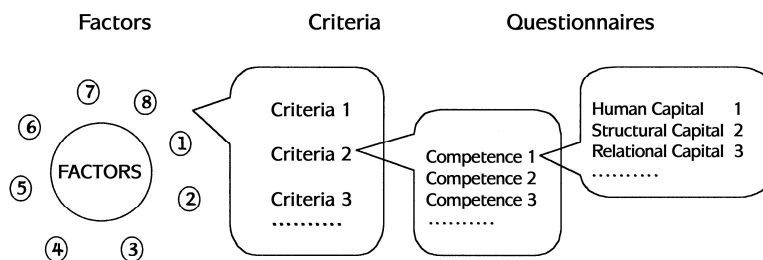 Factors
Criteria
Questionnaires
7
8
6
1
FACTORS
5
2
4
3
Criteria 1
Criteria 2
Criteria 3
..........
Competence 1
Competence 2
Competence 3
..........
Human Capital 1
Structural Capital 2
Relational Capital 3
..........